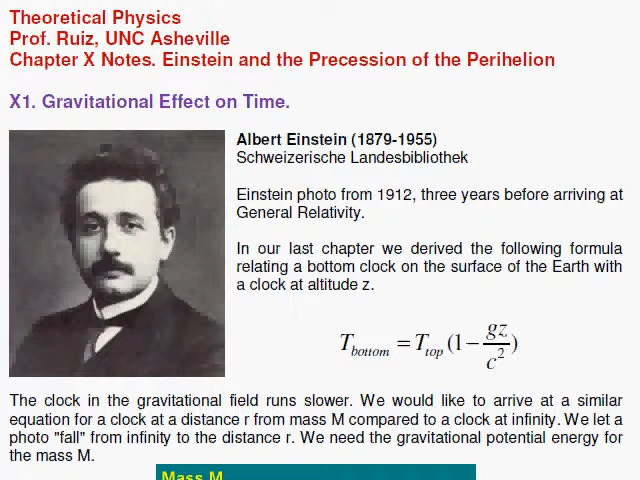 Theoretical Physics
Prof. Ruiz, UNC Asheville
Chapter X Notes. Einstein and the Precession of the Perihelion
X1. Gravitational Effect on Time.
Albert Einstein (1879-1955)
Schweizerische Landesbibliothek
Einstein photo from 1912, three years before arriving at
General Relativity.
In our last chapter we derived the following formula
relating a bottom clock on the surface of the Earth with
a clock at altitude z.
T_bottom = T_top (1 − gz/c²)
The clock in the gravitational field runs slower. We would like to arrive at a similar
equation for a clock at a distance r from mass M compared to a clock at infinity. We let a
photo "fall" from infinity to the distance r. We need the gravitational potential energy for
the mass M.
Mass M